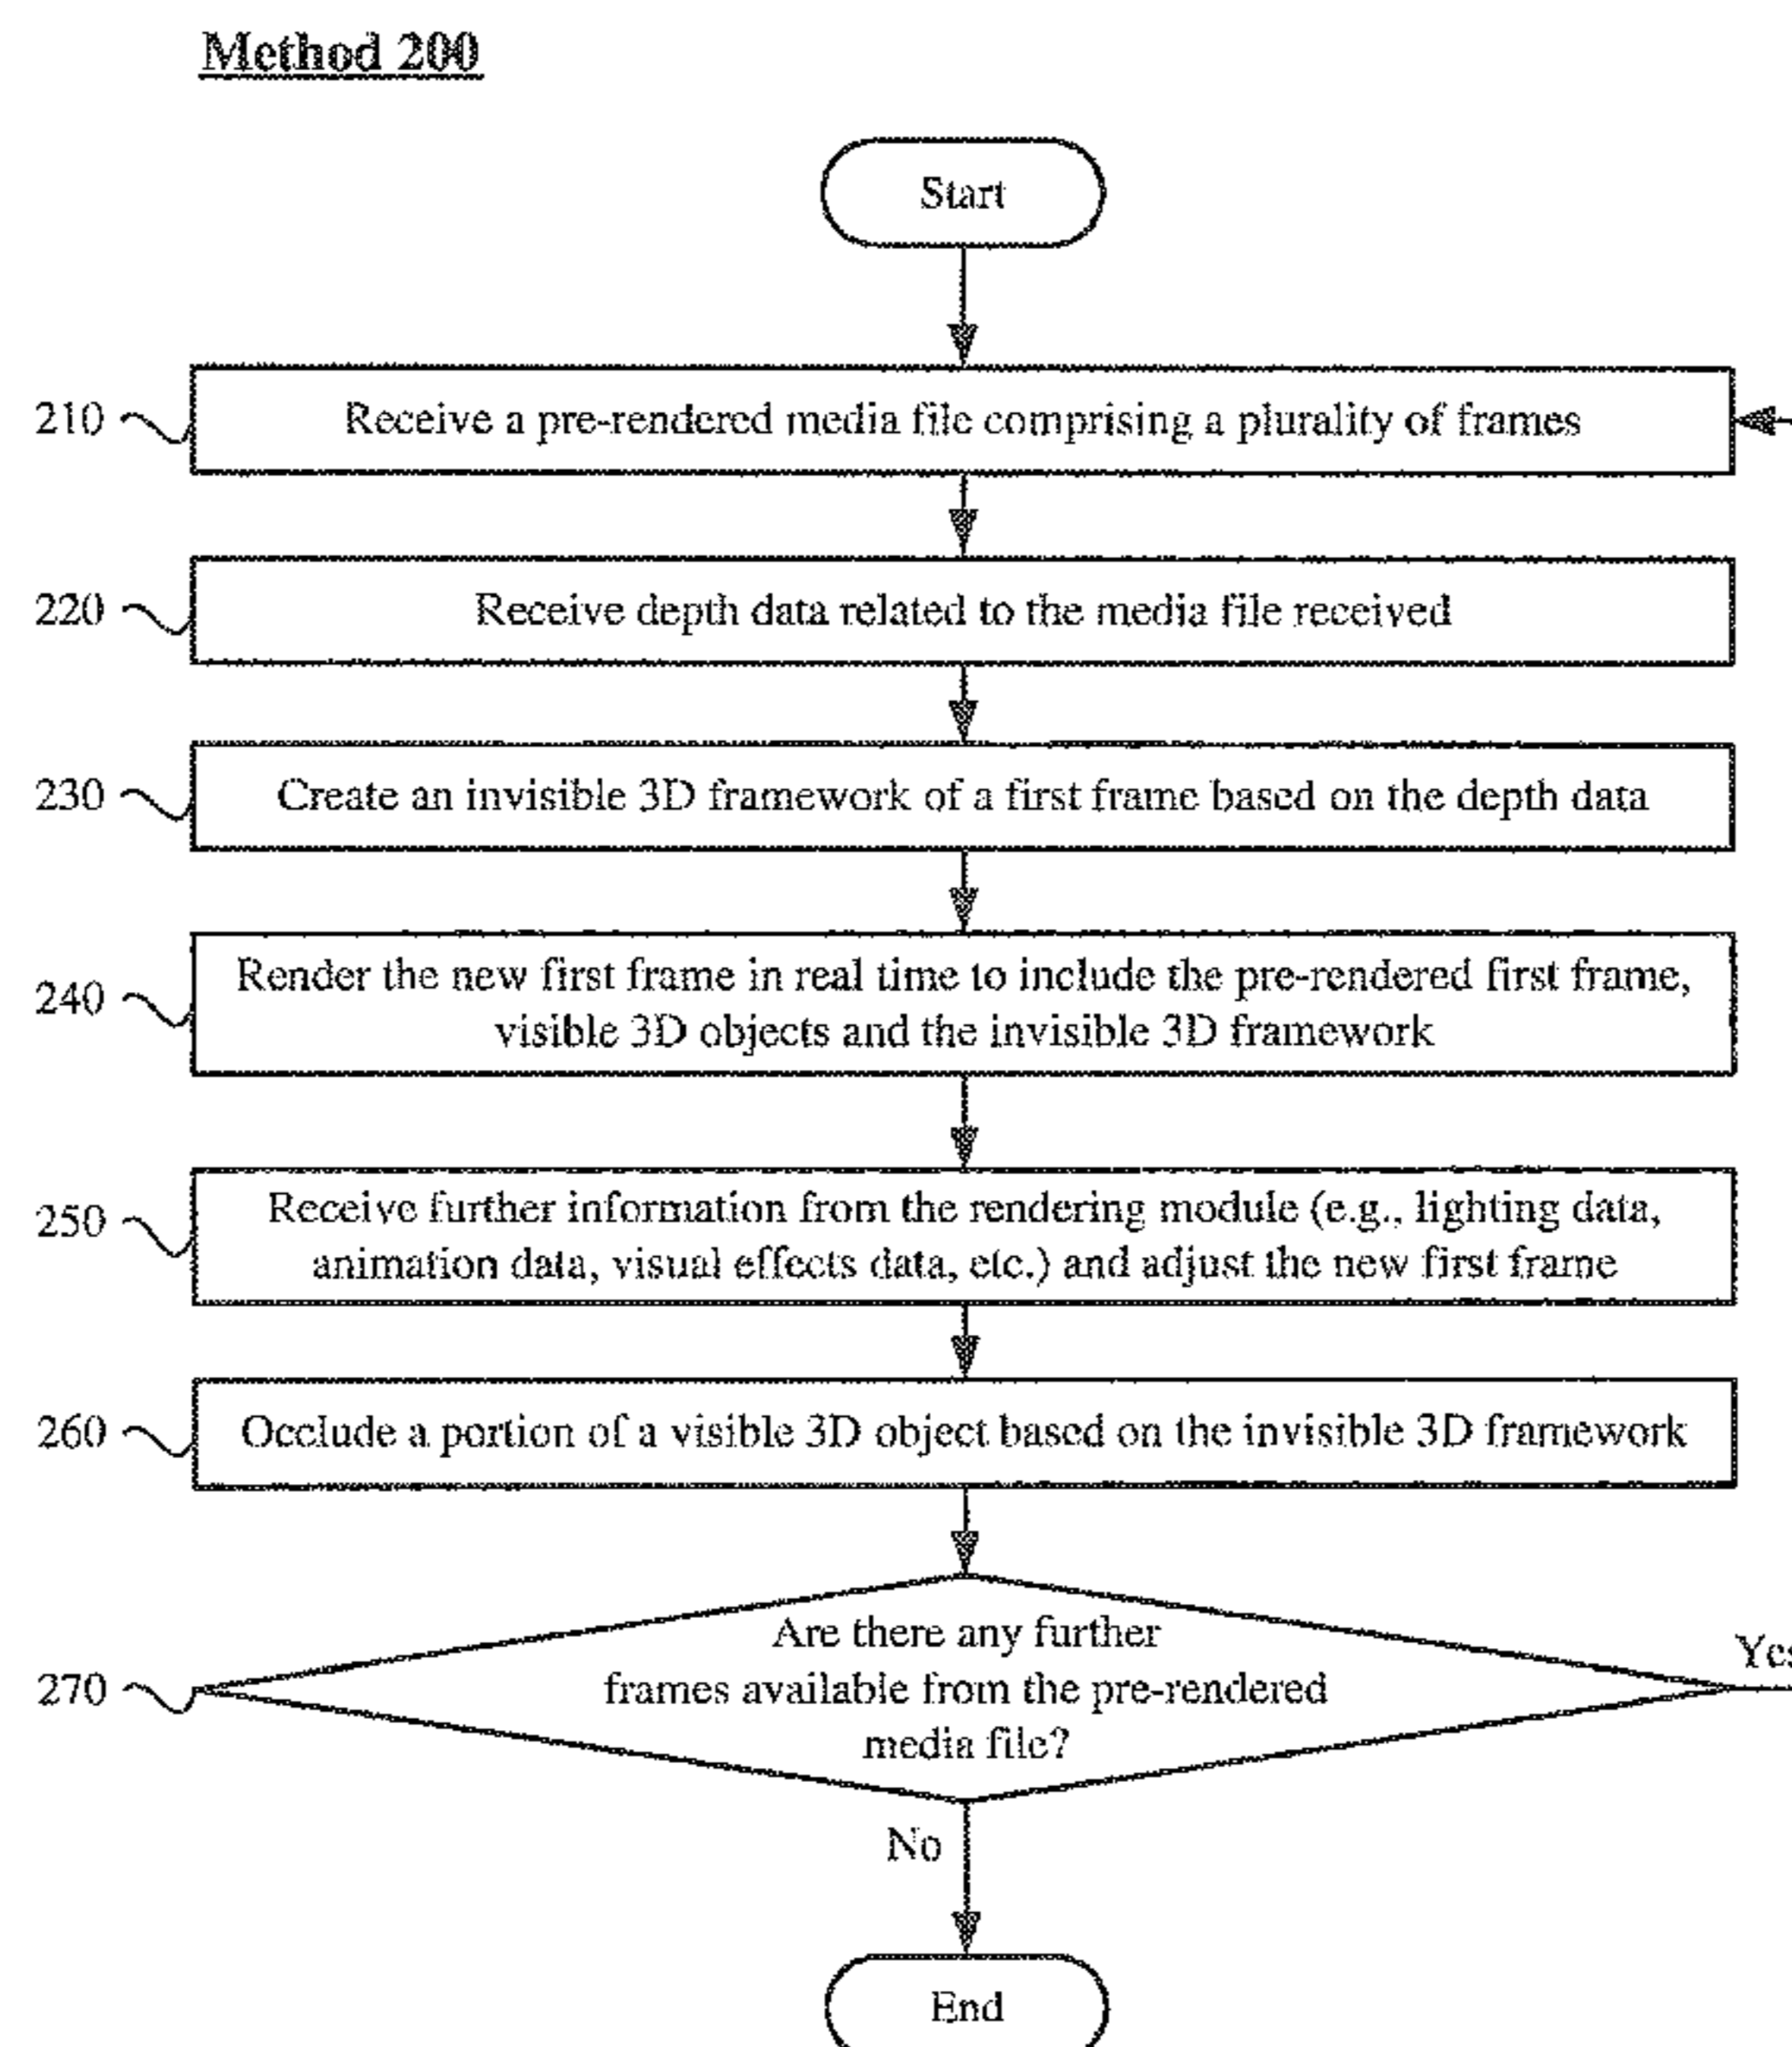 Method 200
Start
210
Receive a pre-rendered media file comprising a plurality of frames
220
Receive depth data related to the media file received
230
Create an invisible 3D framework of a first frame based on the depth data
240
Render the new first frame in real time to include the pre-rendered first frame,
visible 3D objects and the invisible 3D framework
250
Receive further information from the rendering module (e.g., lighting data,
animation data, visual effects data, etc.) and adjust the new first frame
260
Occlude a portion of a visible 3D object based on the invisible 3D framework
270
Are there any further
frames available from the pre-rendered
media file?
Yes
No
End